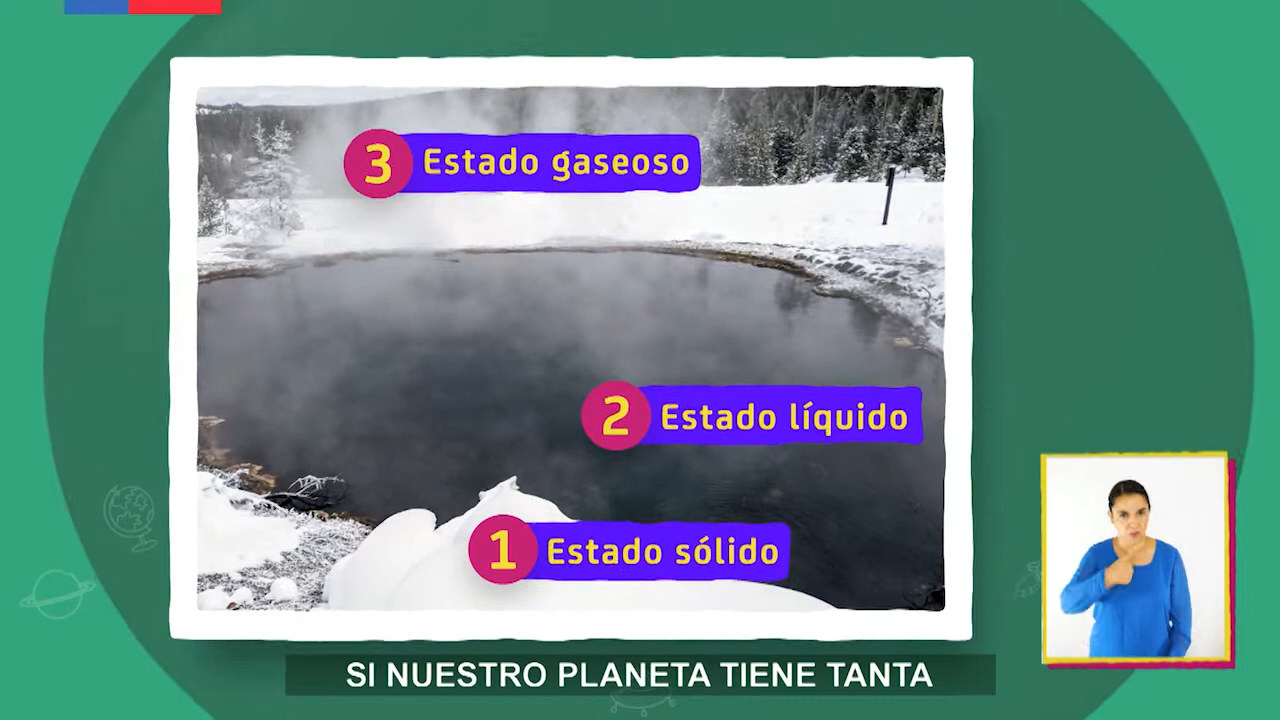 3 Estado gaseoso
2 Estado líquido
1 Estado sólido
SI NUESTRO PLANETA TIENE TANTA